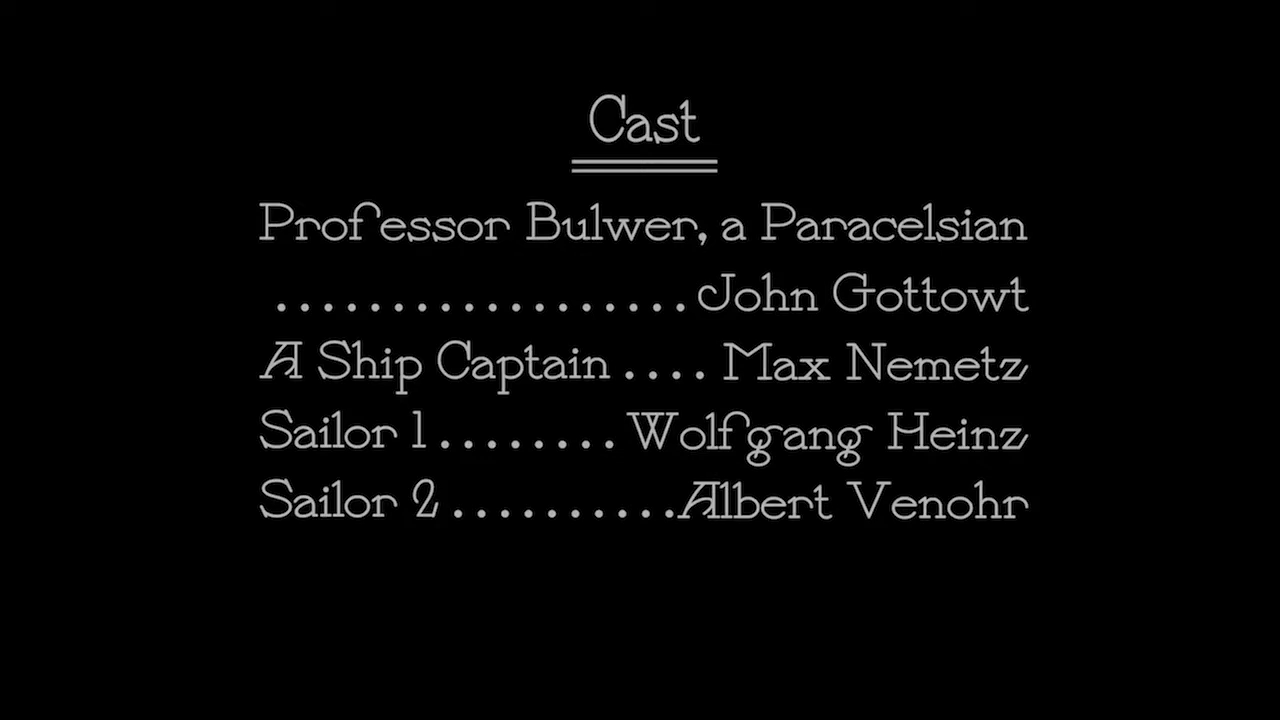 Cast
Professor Bulwer, a Paracelsian
..................John Gottowt
A Ship Captain .... Max Nemetz
Sailor 1........ Wolfgang Heinz
Sailor 2..........Albert Venohr